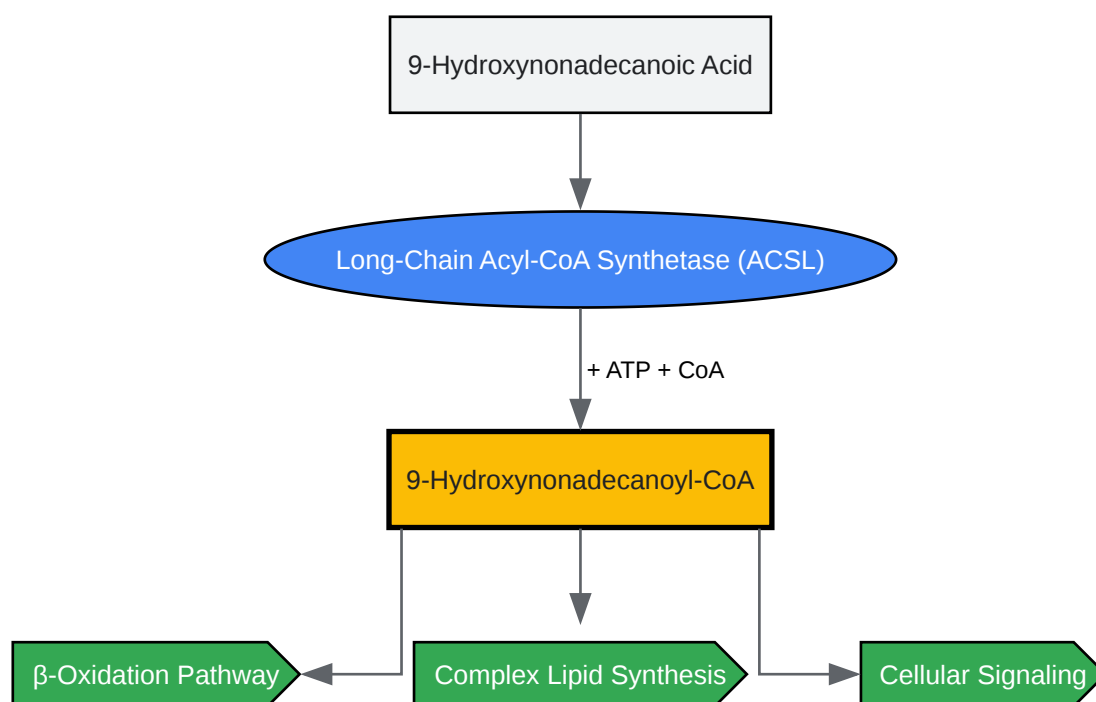 9-Hydroxynonadecanoic Acid
Long-Chain Acyl-CoA Synthetase (ACSL)
+ ATP + CoA
9-Hydroxynonadecanoyl-CoA
β-Oxidation Pathway
Complex Lipid Synthesis
Cellular Signaling